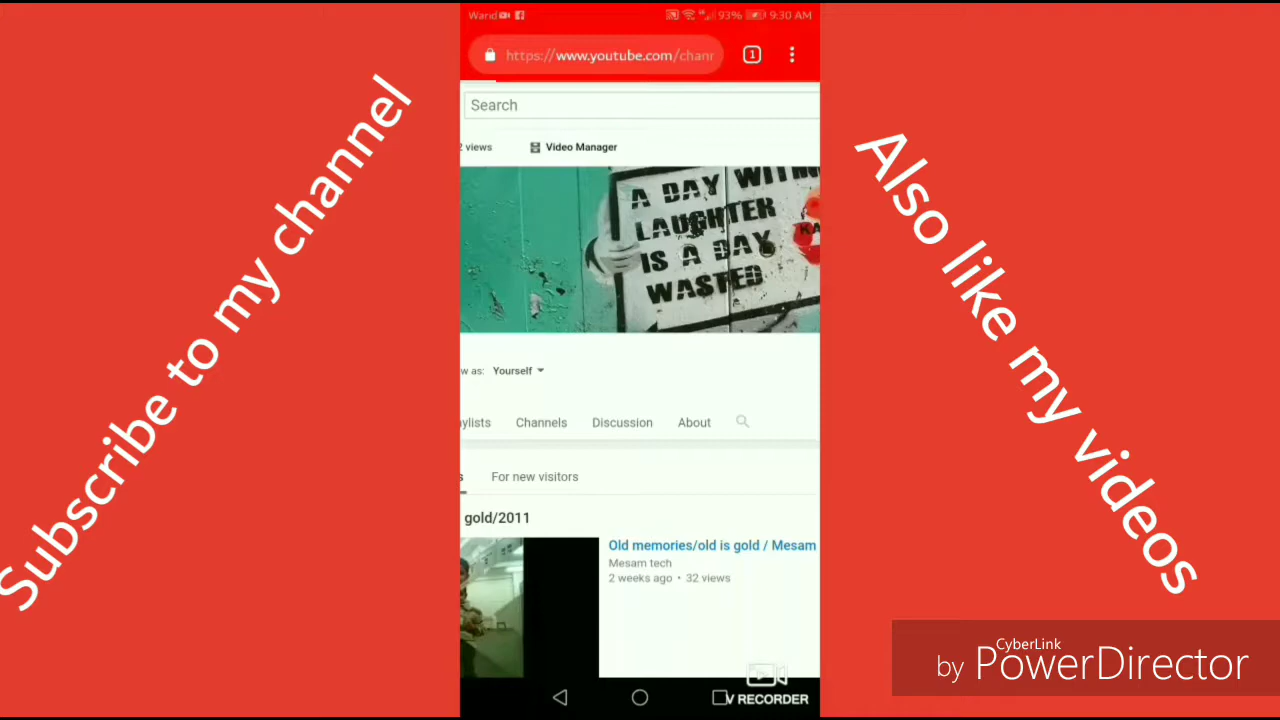 Warid 93% 9:30 AM
https://www.youtube.com/chann 1
Search
views Video Manager
A DAY WITH
LAUGHTER
IS A DAY
WASTED
Yourself
Channels Discussion About
For new visitors
gold/2011
Old memories/old is gold / Mesam
Mesam tech
2 weeks ago • 32 views
V RECORDER
Subscribe to my channel
Also like my videos
CyberLink
by PowerDirector